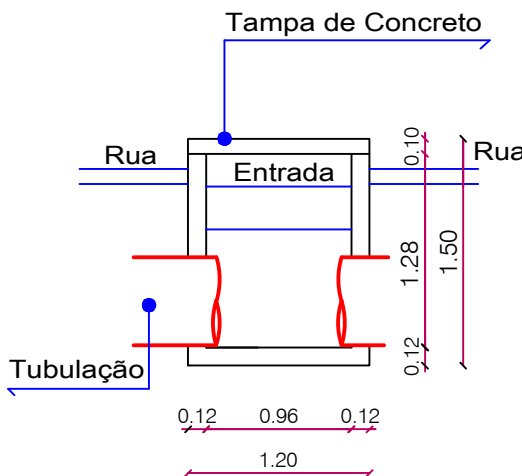 Tampa de Concreto
Rua
Rua
Entrada
0.10
1.28
1.50
0.12
Tubulação
0.12
0.96
0.12
1.20